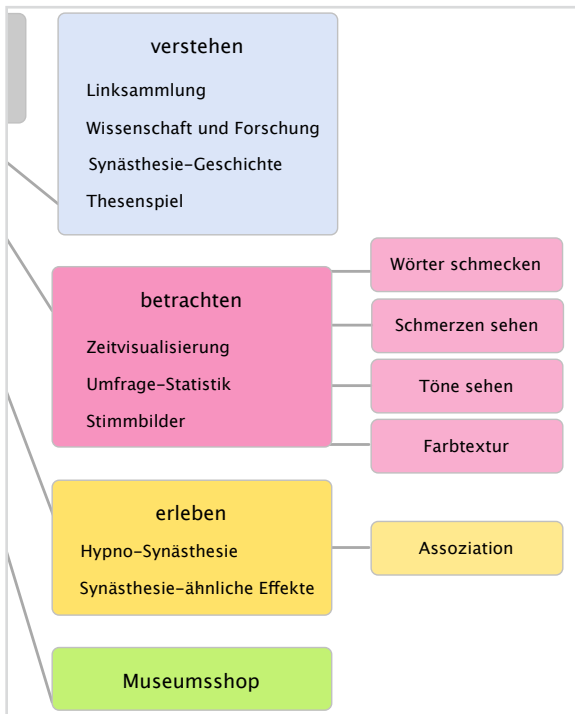 verstehen
Linksammlung
Wissenschaft und Forschung
Synästhesie-Geschichte
Thesenspiel
betrachten
Zeitvisualisierung
Umfrage-Statistik
Stimmbilder
Wörter schmecken
Schmerzen sehen
Töne sehen
Farbtextur
erleben
Hypno-Synästhesie
Synästhesie-ähnliche Effekte
Assoziation
Museumsshop